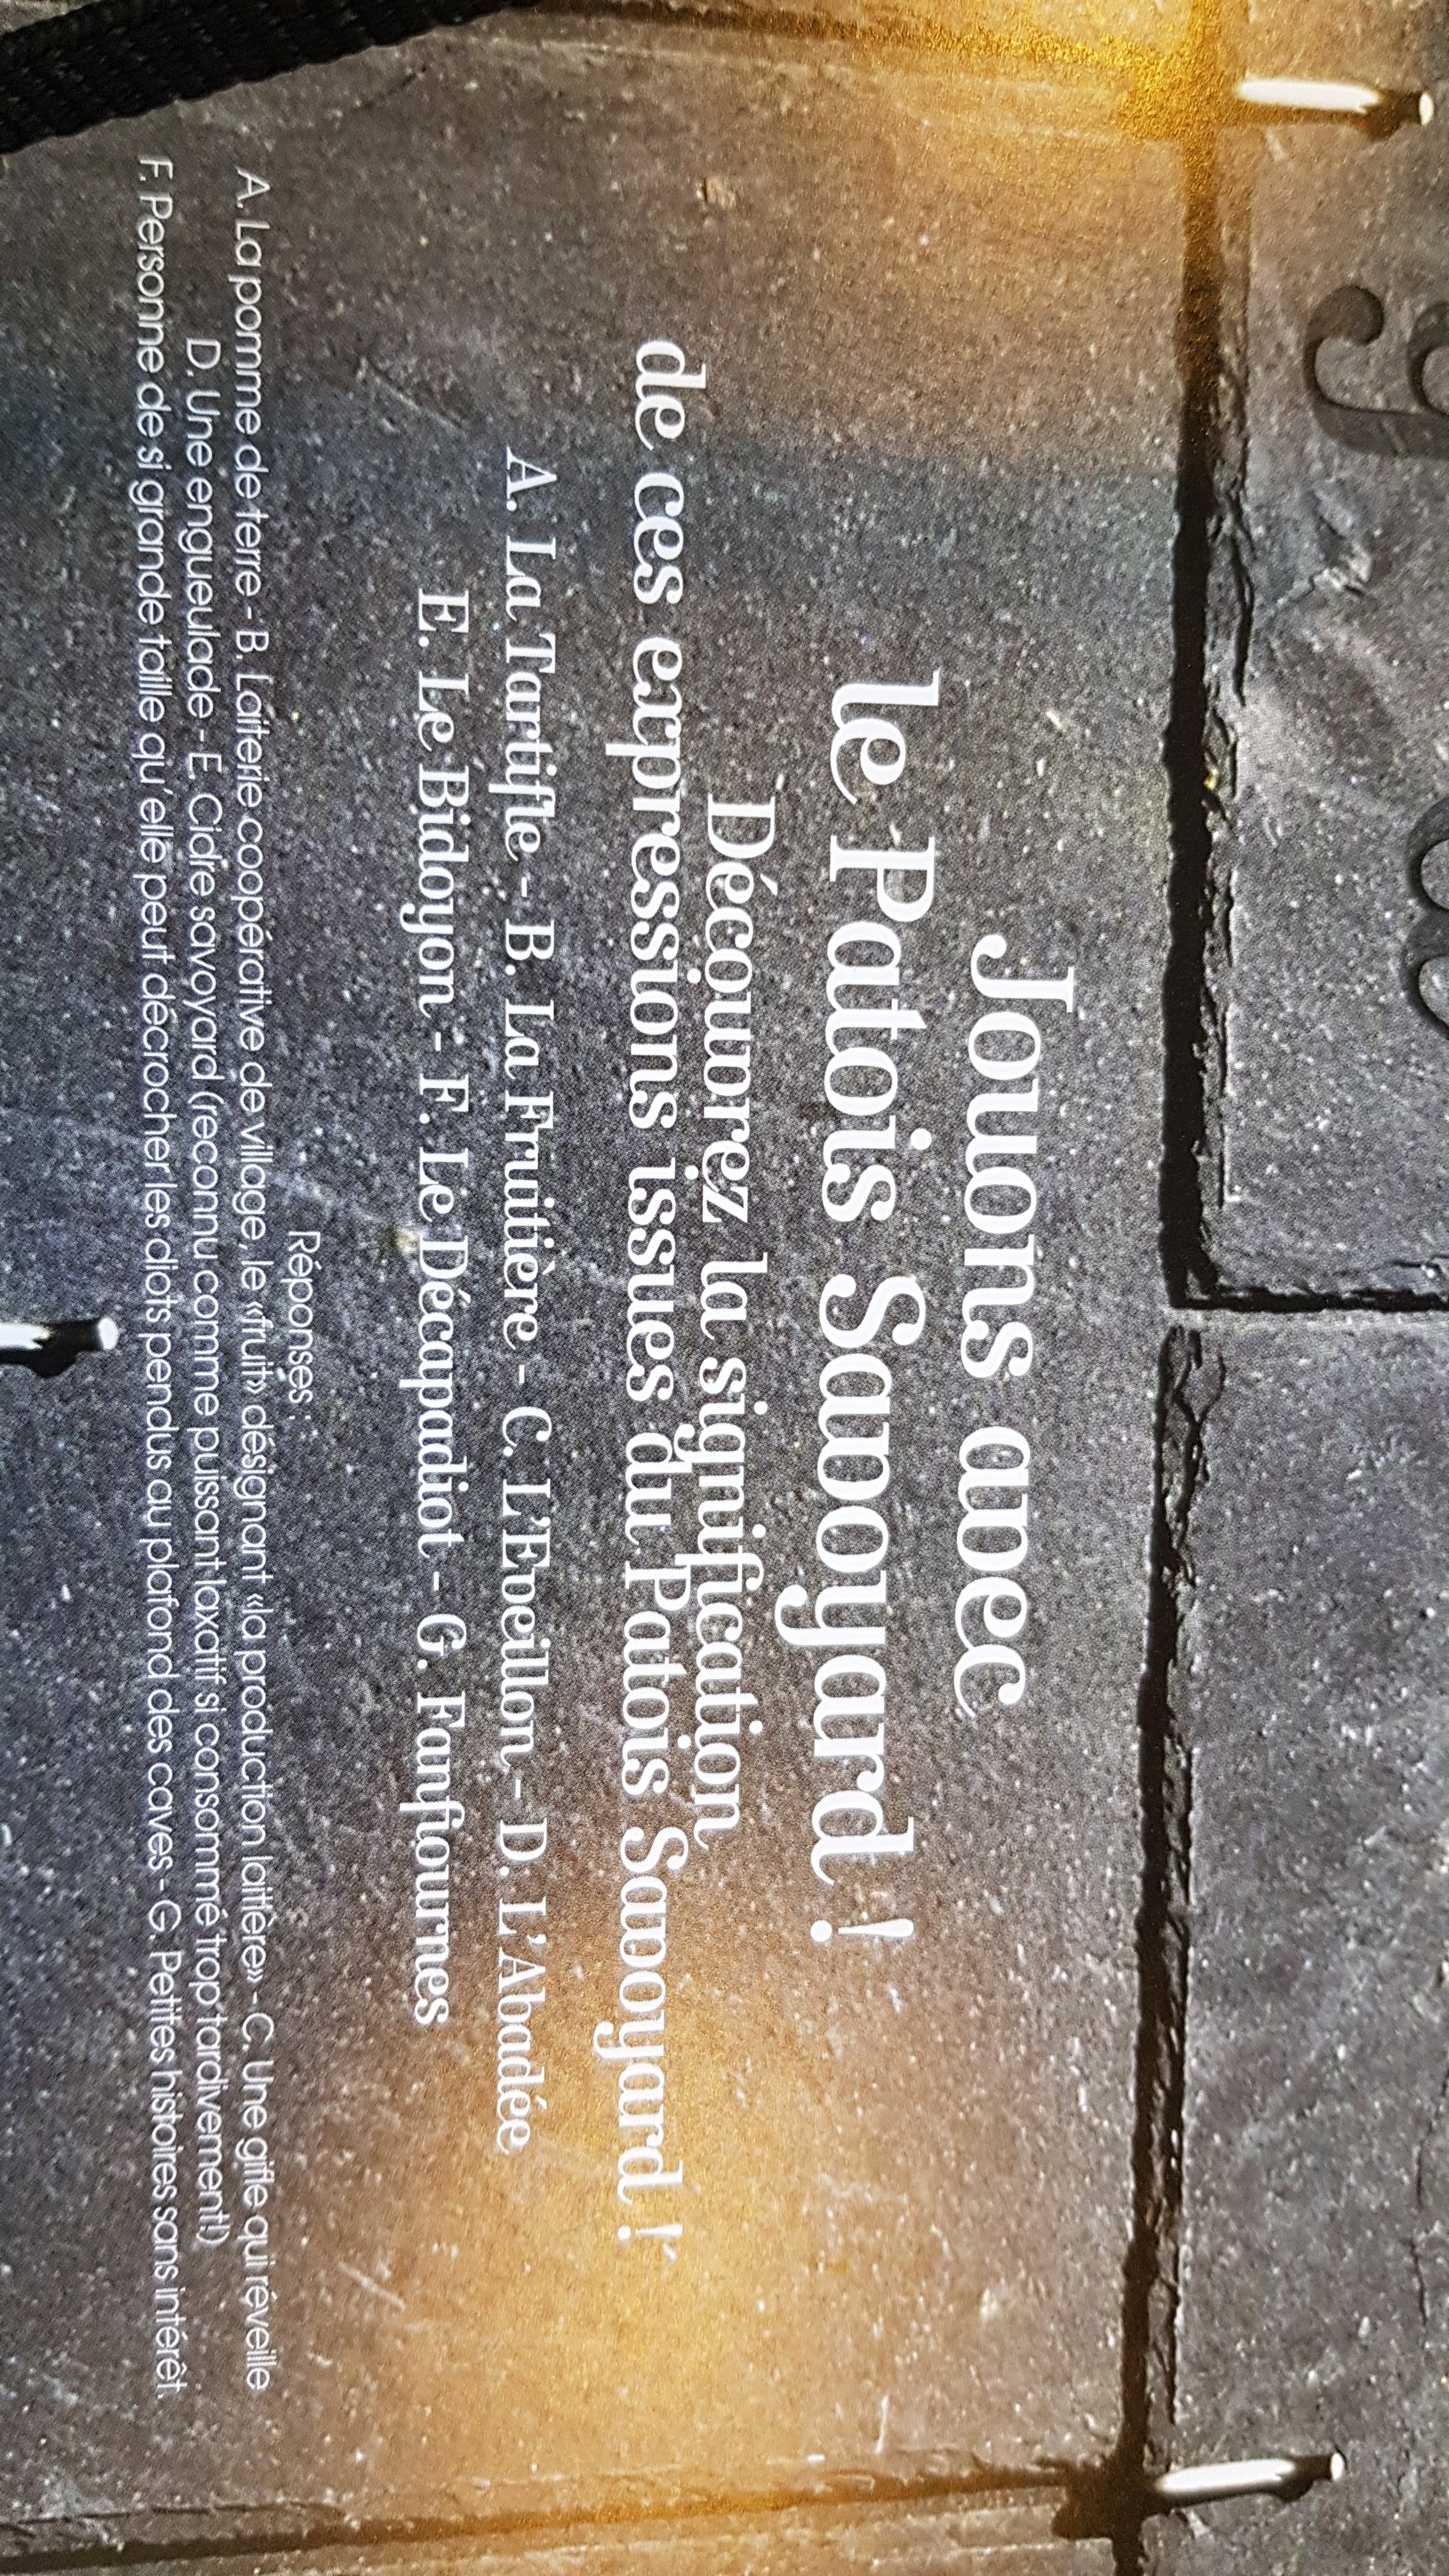 Jouons avec
le Patois Savoyard !
Découvrez la signification
de ces expressions issues du Patois Savoyard !
A. La Tartifle - B. La Fruitière - C. L'Eveillon - D. L'Abadée
E. Le Bidoyon - F. Le Décapadiot - G. Fanfiournes
Réponses :
A. La pomme de terre - B. Laiterie coopérative de village, le «fruit» désignant «la production laitière» - C. Une gifle qui réveille
D. Une engueulade - E. Cidre savoyard (reconnu comme puissant laxatif si consommé trop tardivement!)
F. Personne de si grande taille qu'elle peut décrocher les diots pendus au plafond des caves - G. Petites histoires sans intérêt.